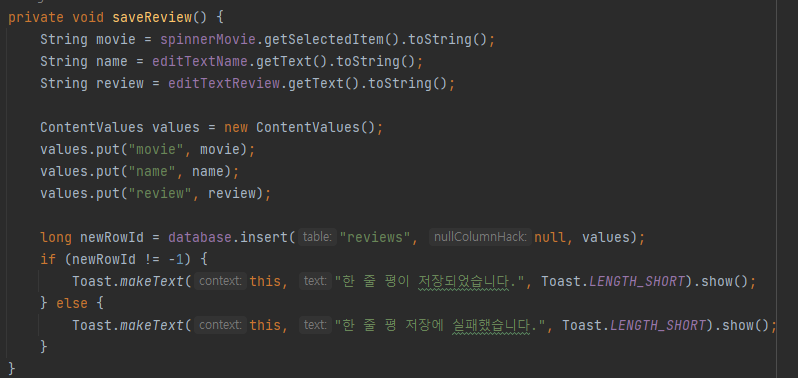 private void saveReview() {
    String movie = spinnerMovie.getSelectedItem().toString();
    String name = editTextName.getText().toString();
    String review = editTextReview.getText().toString();

    ContentValues values = new ContentValues();
    values.put("movie", movie);
    values.put("name", name);
    values.put("review", review);

    long newRowId = database.insert( table: "reviews", nullColumnHack: null, values);
    if (newRowId != -1) {
        Toast.makeText( context: this, text: "한 줄 평이 저장되었습니다.", Toast.LENGTH_SHORT).show();
    } else {
        Toast.makeText( context: this, text: "한 줄 평 저장에 실패했습니다.", Toast.LENGTH_SHORT).show();
    }
}